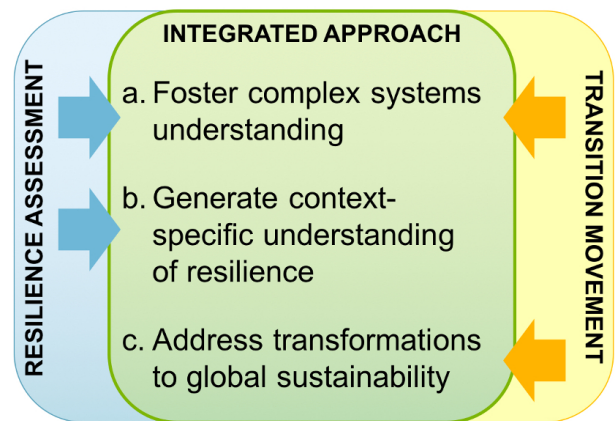 INTEGRATED APPROACH
RESILIENCE ASSESSMENT
a. Foster complex systems
understanding
b. Generate context-
specific understanding
of resilience
c. Address transformations
to global sustainability
TRANSITION MOVEMENT